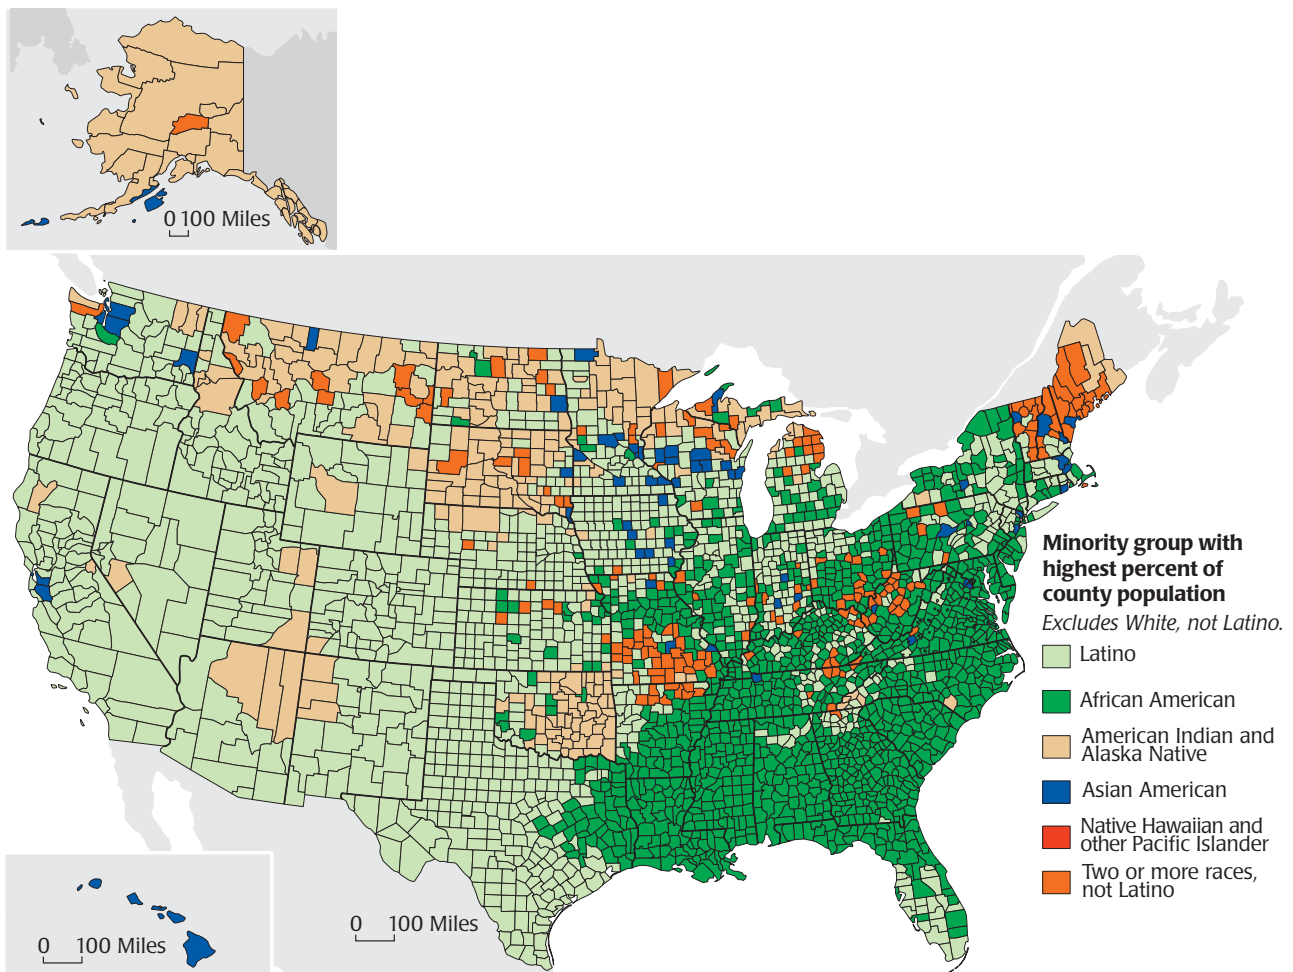 0 100 Miles
Minority group with
highest percent of
county population
Excludes White, not Latino.
Latino
African American
American Indian and
Alaska Native
Asian American
Native Hawaiian and
other Pacific Islander
Two or more races,
not Latino
0 100 Miles
0 100 Miles